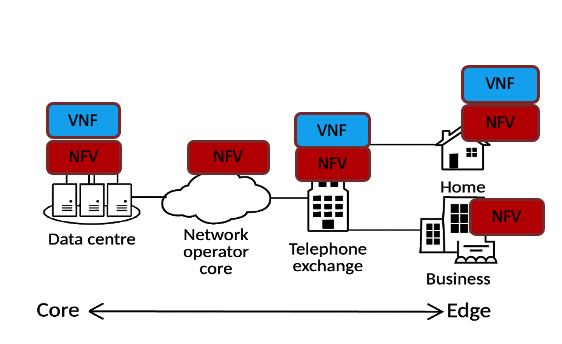 VNF
NFV
Data centre
NFV
Network
operator
core
VNF
NFV
Telephone
exchange
VNF
NFV
Home
NFV
Business
Core
Edge